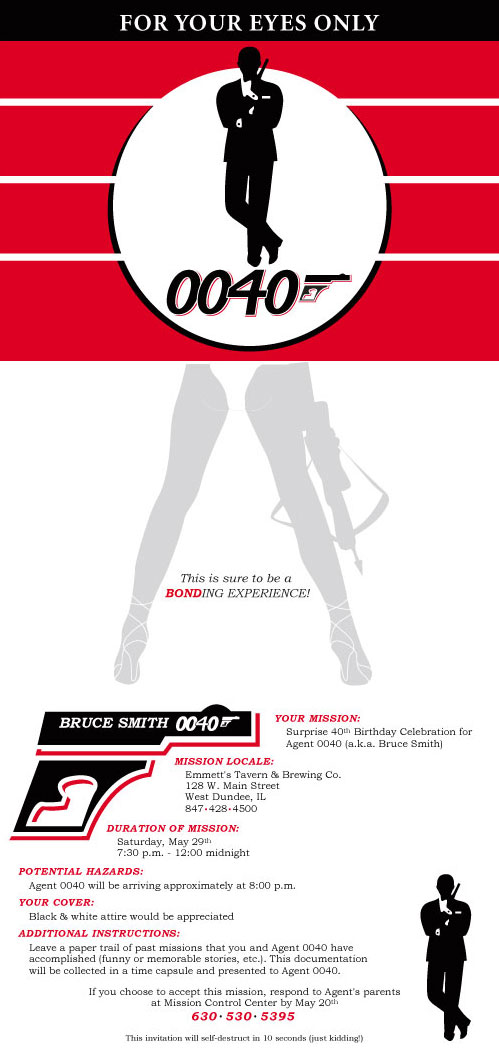 FOR YOUR EYES ONLY
0040
This is sure to be a
BONDING EXPERIENCE!
BRUCE SMITH 0040
YOUR MISSION:
Surprise 40th Birthday Celebration for
Agent 0040 (a.k.a. Bruce Smith)
MISSION LOCALE:
Emmett's Tavern & Brewing Co.
128 W. Main Street
West Dundee, IL
847•428•4500
DURATION OF MISSION:
Saturday, May 29th
7:30 p.m. - 12:00 midnight
POTENTIAL HAZARDS:
Agent 0040 will be arriving approximately at 8:00 p.m.
YOUR COVER:
Black & white attire would be appreciated
ADDITIONAL INSTRUCTIONS:
Leave a paper trail of past missions that you and Agent 0040 have
accomplished (funny or memorable stories, etc.). This documentation
will be collected in a time capsule and presented to Agent 0040.
If you choose to accept this mission, respond to Agent's parents
at Mission Control Center by May 20th
630•530•5395
This invitation will self-destruct in 10 seconds (just kidding!)